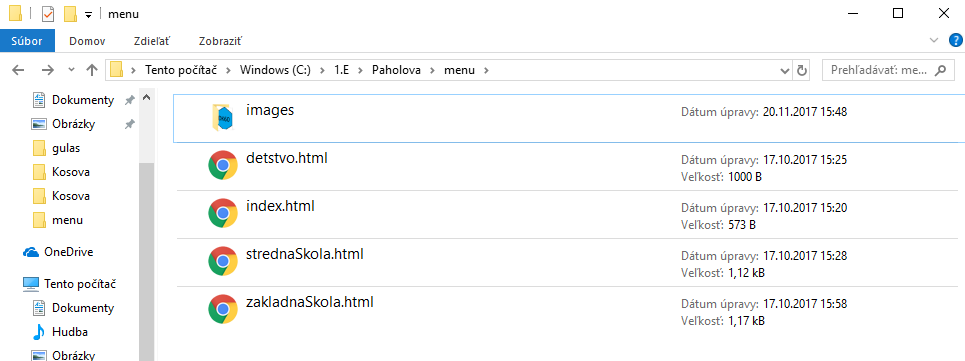 menu
Súbor Domov Zdieľať Zobraziť
Tento počítač Windows (C:) 1.E Paholova menu
Prehľadávať: me...
Dokumenty
Obrázky
gulas
Kosova
Kosova
menu
OneDrive
Tento počítač
Dokumenty
Hudba
Obrázky
images
Dátum úpravy: 20.11.2017 15:48
detstvo.html
Dátum úpravy: 17.10.2017 15:25
Veľkosť: 1000 B
index.html
Dátum úpravy: 17.10.2017 15:20
Veľkosť: 573 B
strednaSkola.html
Dátum úpravy: 17.10.2017 15:28
Veľkosť: 1,12 kB
zakladnaSkola.html
Dátum úpravy: 17.10.2017 15:58
Veľkosť: 1,17 kB